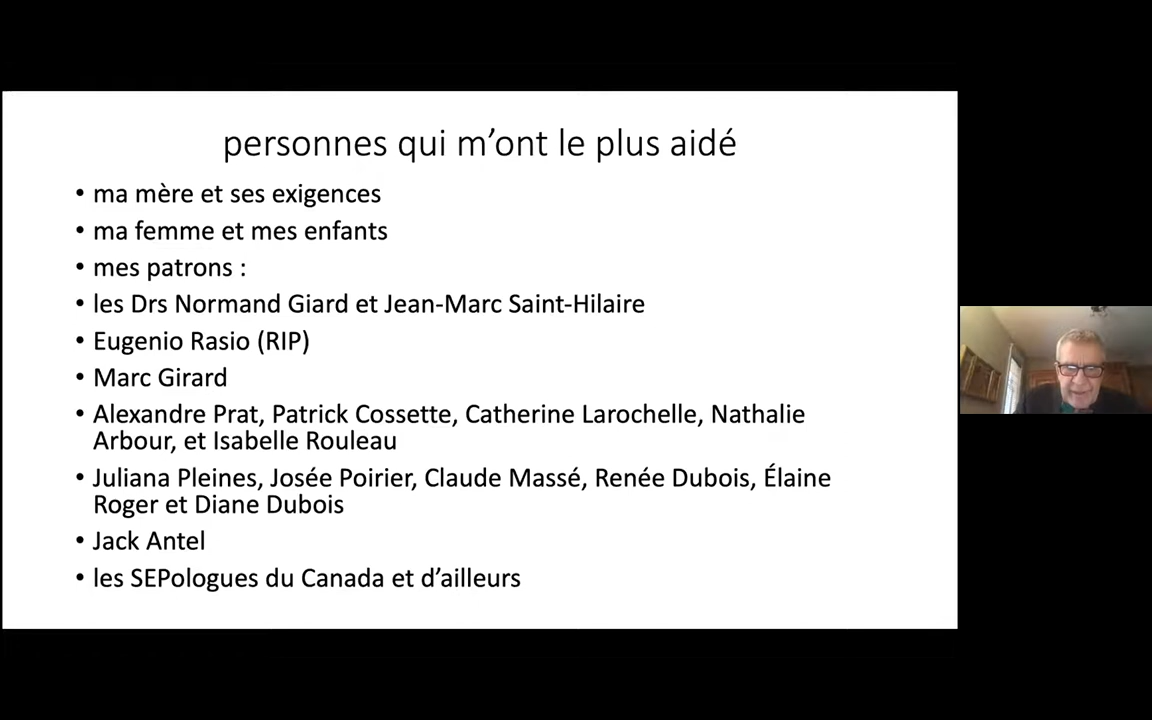 personnes qui m’ont le plus aidé
• ma mère et ses exigences
• ma femme et mes enfants
• mes patrons :
• les Drs Normand Giard et Jean-Marc Saint-Hilaire
• Eugenio Rasio (RIP)
• Marc Girard
• Alexandre Prat, Patrick Cossette, Catherine Larochelle, Nathalie
Arbour, et Isabelle Rouleau
• Juliana Pleines, Josée Poirier, Claude Massé, Renée Dubois, Élaine
Roger et Diane Dubois
• Jack Antel
• les SEPologues du Canada et d’ailleurs